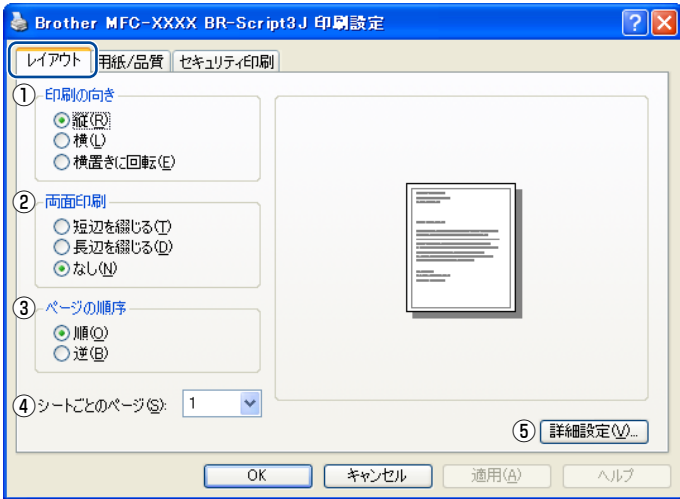 Brother MFC-XXXX BR-Script3J 印刷設定
レイアウト 用紙/品質 セキュリティ印刷
① 印刷の向き
縦(R)
横(L)
横置きに回転(E)
② 両面印刷
短辺を綴じる(T)
長辺を綴じる(D)
なし(N)
③ ページの順序
順(O)
逆(B)
④ シートごとのページ(S): 1
⑤ 詳細設定(V)...
OK キャンセル 適用(A) ヘルプ